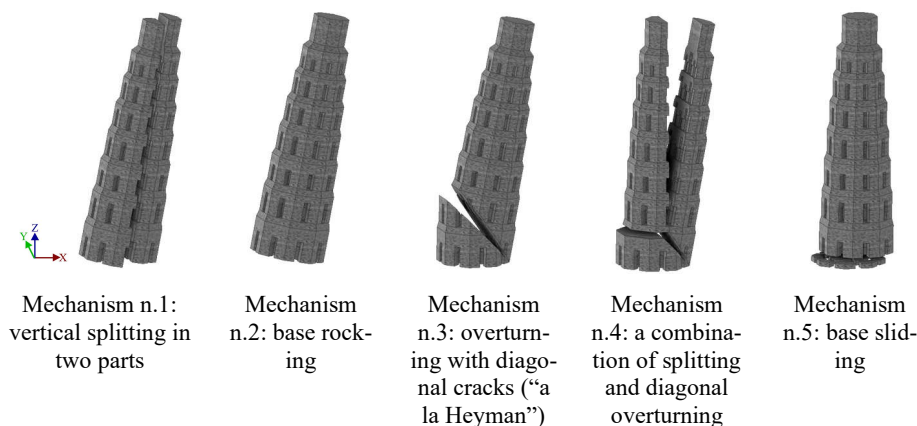 Z
Y
X
Mechanism n.1:
vertical splitting in
two parts
Mechanism
n.2: base rock-
ing
Mechanism
n.3: overturn-
ing with diago-
nal cracks (“a
la Heyman”)
Mechanism
n.4: a combina-
tion of splitting
and diagonal
overturning
Mechanism
n.5: base slid-
ing